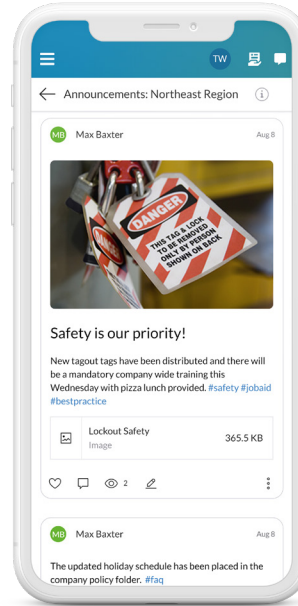 TW
Announcements: Northeast Region
MB Max Baxter Aug 8
DANGER
DANGER
THIS TAG & LOCK
TO BE REMOVED
ONLY BY PERSON
SHOWN ON BACK
Safety is our priority!
New tagout tags have been distributed and there will
be a mandatory company wide training this
Wednesday with pizza lunch provided. #safety #jobaid
#bestpractice
Lockout Safety
Image
365.5 KB
2
MB Max Baxter Aug 8
The updated holiday schedule has been placed in the
company policy folder. #faq